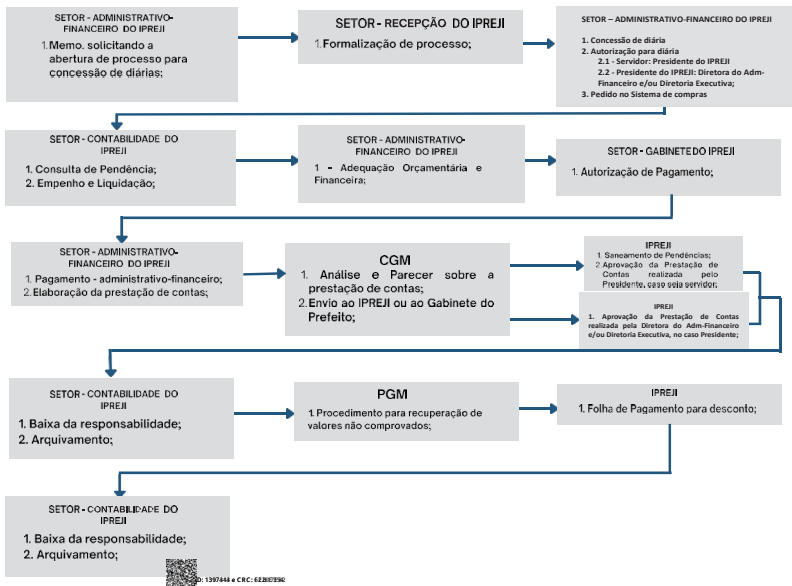 SETOR - ADMINISTRATIVO-
FINANCEIRO DO IPREJI
1. Memo. solicitando a
abertura de processo para
concessão de diárias;
SETOR - RECEPÇÃO DO IPREJI
1. Formalização de processo;
SETOR – ADMINISTRATIVO-FINANCEIRO DO IPREJI
1. Concessão de diária
2. Autorização para diária
2.1 - Servidor: Presidente do IPREJI
2.2 - Presidente do IPREJI: Diretora do Adm-
Financeiro e/ou Diretoria Executiva;
3. Pedido no Sistema de compras
SETOR - CONTABILIDADE DO
IPREJI
1. Consulta de Pendência;
2. Empenho e Liquidação;
SETOR - ADMINISTRATIVO-
FINANCEIRO DO IPREJI
1 - Adequação Orçamentária e
Financeira;
SETOR - GABINETE DO IPREJI
1. Autorização de Pagamento;
SETOR - ADMINISTRATIVO-
FINANCEIRO DO IPREJI
1. Pagamento - administrativo-financeiro;
2. Elaboração da prestação de contas;
CGM
1. Análise e Parecer sobre a
prestação de contas;
2. Envio ao IPREJI ou ao Gabinete do
Prefeito;
IPREJI
1. Saneamento de Pendências;
2. Aprovação da Prestação de
Contas realizada pelo
Presidente, caso seja servidor;
IPREJI
1. Aprovação da Prestação de Contas
realizada pela Diretora do Adm-Financeiro
e/ou Diretoria Executiva, no caso Presidente;
SETOR - CONTABILIDADE DO
IPREJI
1. Baixa da responsabilidade;
2. Arquivamento;
PGM
1. Procedimento para recuperação de
valores não comprovados;
IPREJI
1. Folha de Pagamento para desconto;
SETOR - CONTABILIDADE DO
IPREJI
1. Baixa da responsabilidade;
2. Arquivamento;
ID: 1397444 e CRC: